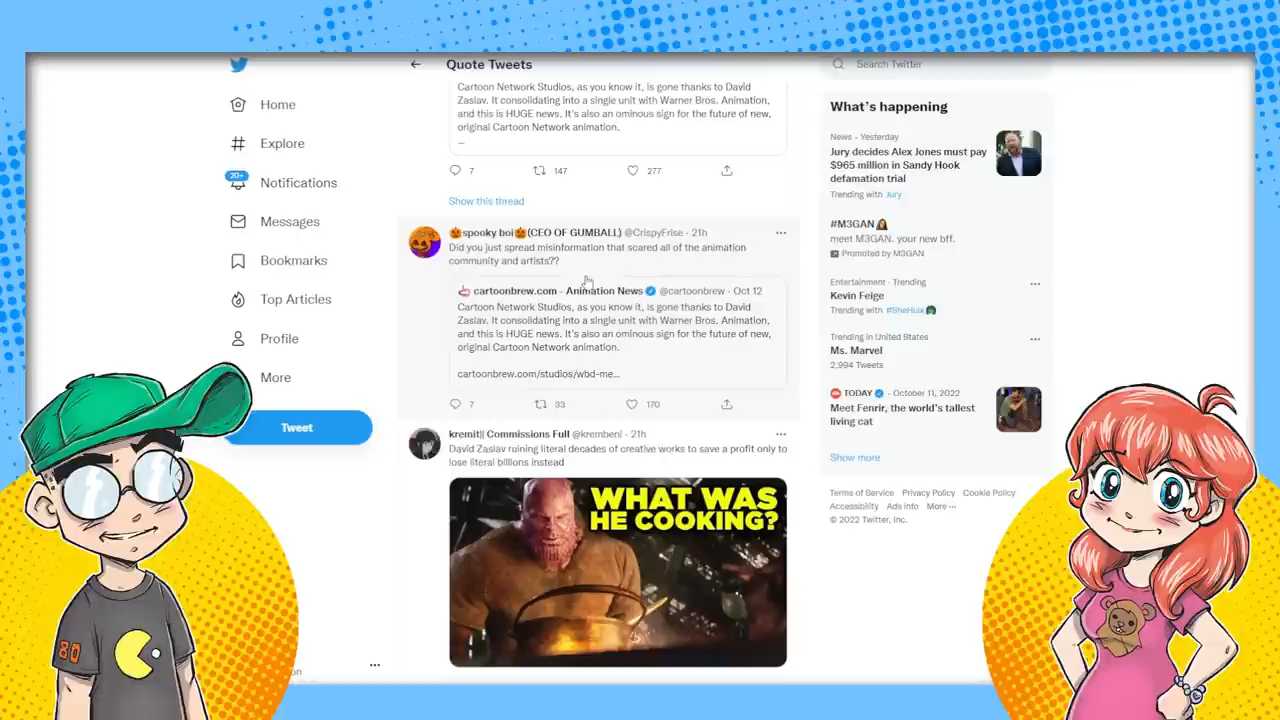 Quote Tweets
Search Twitter
Home
Explore
20+
Notifications
Messages
Bookmarks
Top Articles
Profile
More
Tweet
Cartoon Network Studios, as you know it, is gone thanks to David
Zaslav. It consolidating into a single unit with Warner Bros. Animation,
and this is HUGE news. It's also an ominous sign for the future of new,
original Cartoon Network animation.
...
7 147 277
Show this thread
🎃spooky boi🎃(CEO OF GUMBALL) @CrispyFrise · 21h
Did you just spread misinformation that scared all of the animation
community and artists??
cartoonbrew.com - Animation News @cartoonbrew · Oct 12
Cartoon Network Studios, as you know it, is gone thanks to David
Zaslav. It consolidating into a single unit with Warner Bros. Animation,
and this is HUGE news. It's also an ominous sign for the future of new,
original Cartoon Network animation.
cartoonbrew.com/studios/wbd-me...
7 33 170
kremit|| Commissions Full @krembenl · 21h
David Zaslav ruining literal decades of creative works to save a profit only to
lose literal billions instead
WHAT WAS
HE COOKING?
What's happening
News · Yesterday
Jury decides Alex Jones must pay
$965 million in Sandy Hook
defamation trial
Trending with Jury
#M3GAN
meet M3GAN. your new bff.
Promoted by M3GAN
Entertainment · Trending
Kevin Feige
Trending with #SheHulk
Trending in United States
Ms. Marvel
2,994 Tweets
TODAY · October 11, 2022
Meet Fenrir, the world's tallest
living cat
Show more
Terms of Service Privacy Policy Cookie Policy
Accessibility Ads info More ···
© 2022 Twitter, Inc.
80